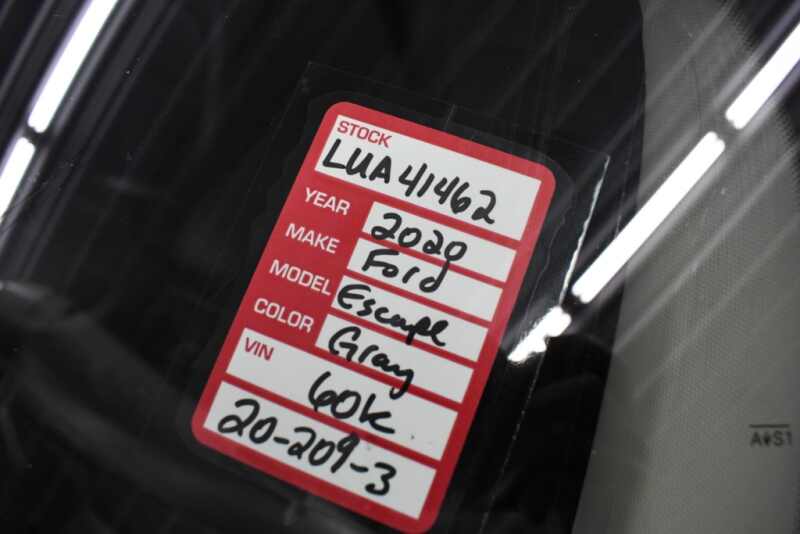 STOCK
LUA41462
YEAR 2020
MAKE Ford
MODEL Escape
COLOR Gray
VIN
60K
20-209-3
AS1